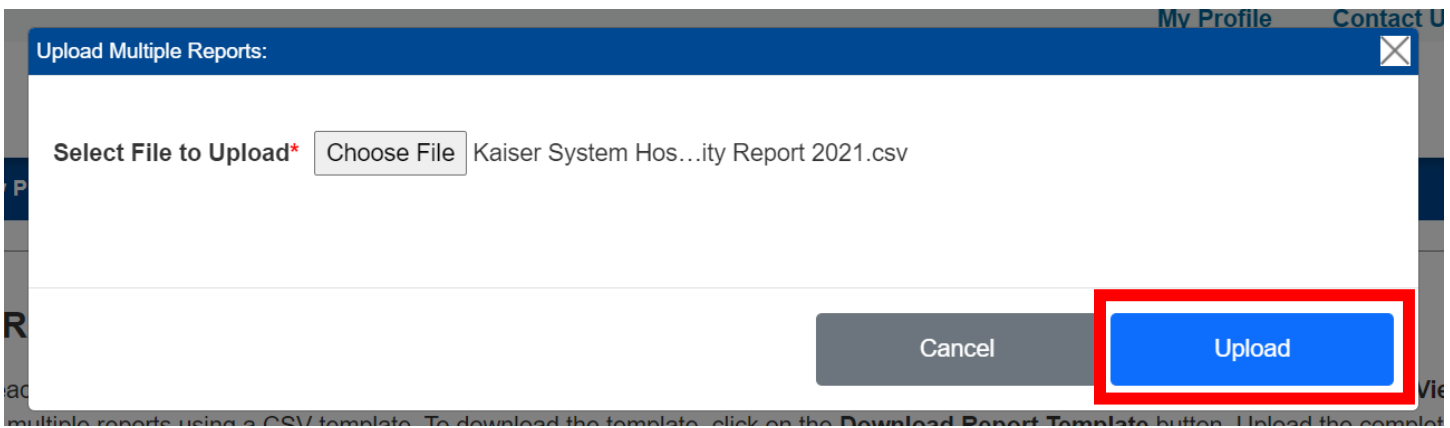 My Profile Contact U
Upload Multiple Reports:
Select File to Upload* Choose File Kaiser System Hos…ity Report 2021.csv
P
R
Cancel Upload
multiple reports using a CSV template. To download the template, click on the Download Report Template button. Upload the complet